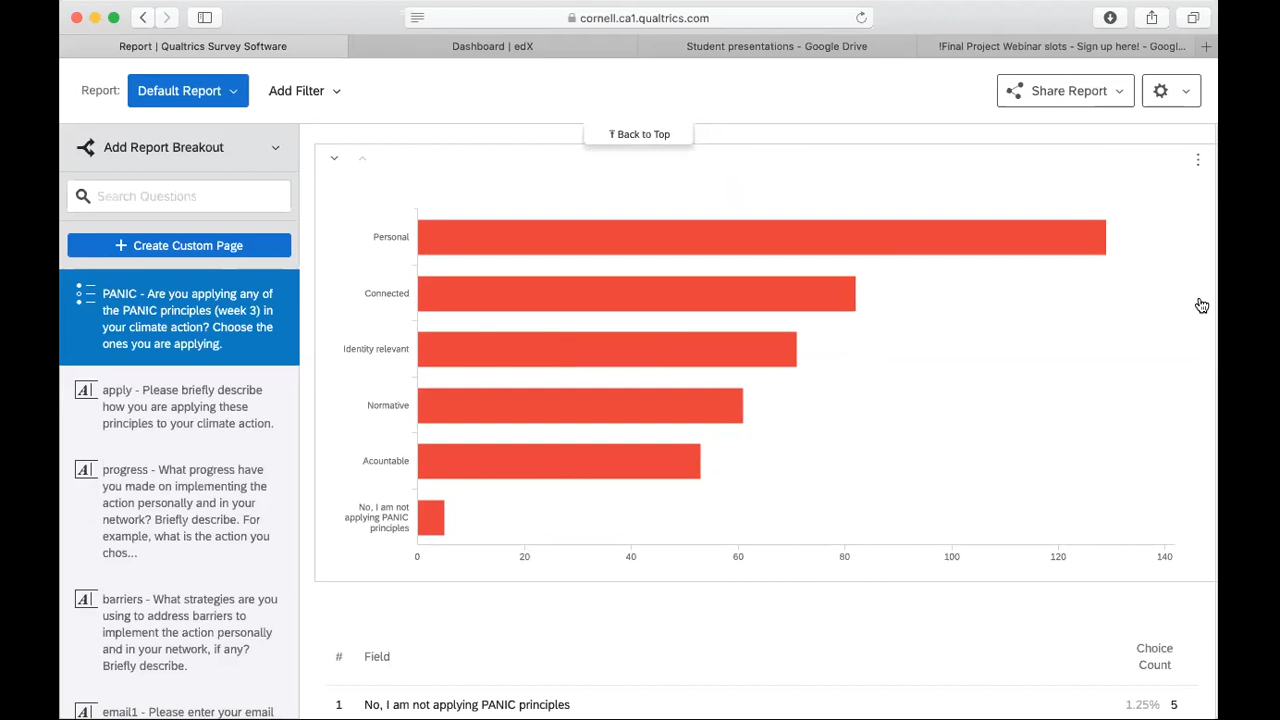 cornell.ca1.qualtrics.com
Report | Qualtrics Survey Software
Dashboard | edX
Student presentations - Google Drive
!Final Project Webinar slots - Sign up here! - Googl...
Report:
Default Report
Add Filter
Share Report
Add Report Breakout
Back to Top
Search Questions
+ Create Custom Page
PANIC - Are you applying any
of the PANIC principles (week 3) in
your climate action? Choose the
ones you are applying.
apply - Please briefly describe
how you are applying these
principles to your climate action.
progress - What progress have
you made on implementing the
action personally and in your
network? Briefly describe. For
example, what is the action you
chos...
barriers - What strategies are you
using to address barriers to
implement the action personally
and in your network, if any?
Briefly describe.
email1 - Please enter your email
Personal
Connected
Identity relevant
Normative
Acountable
No, I am not
applying PANIC
principles
0 20 40 60 80 100 120 140
# Field Choice
Count
1 No, I am not applying PANIC principles 1.25% 5